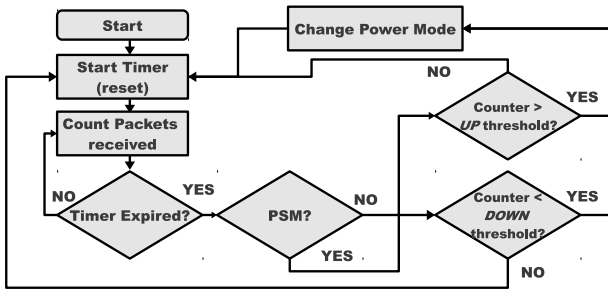 Start
Change Power Mode
Start Timer
(reset)
NO
Counter >
UP threshold?
YES
Count Packets
received
NO
Timer Expired?
YES
PSM?
NO
YES
Counter <
DOWN
threshold?
YES
NO